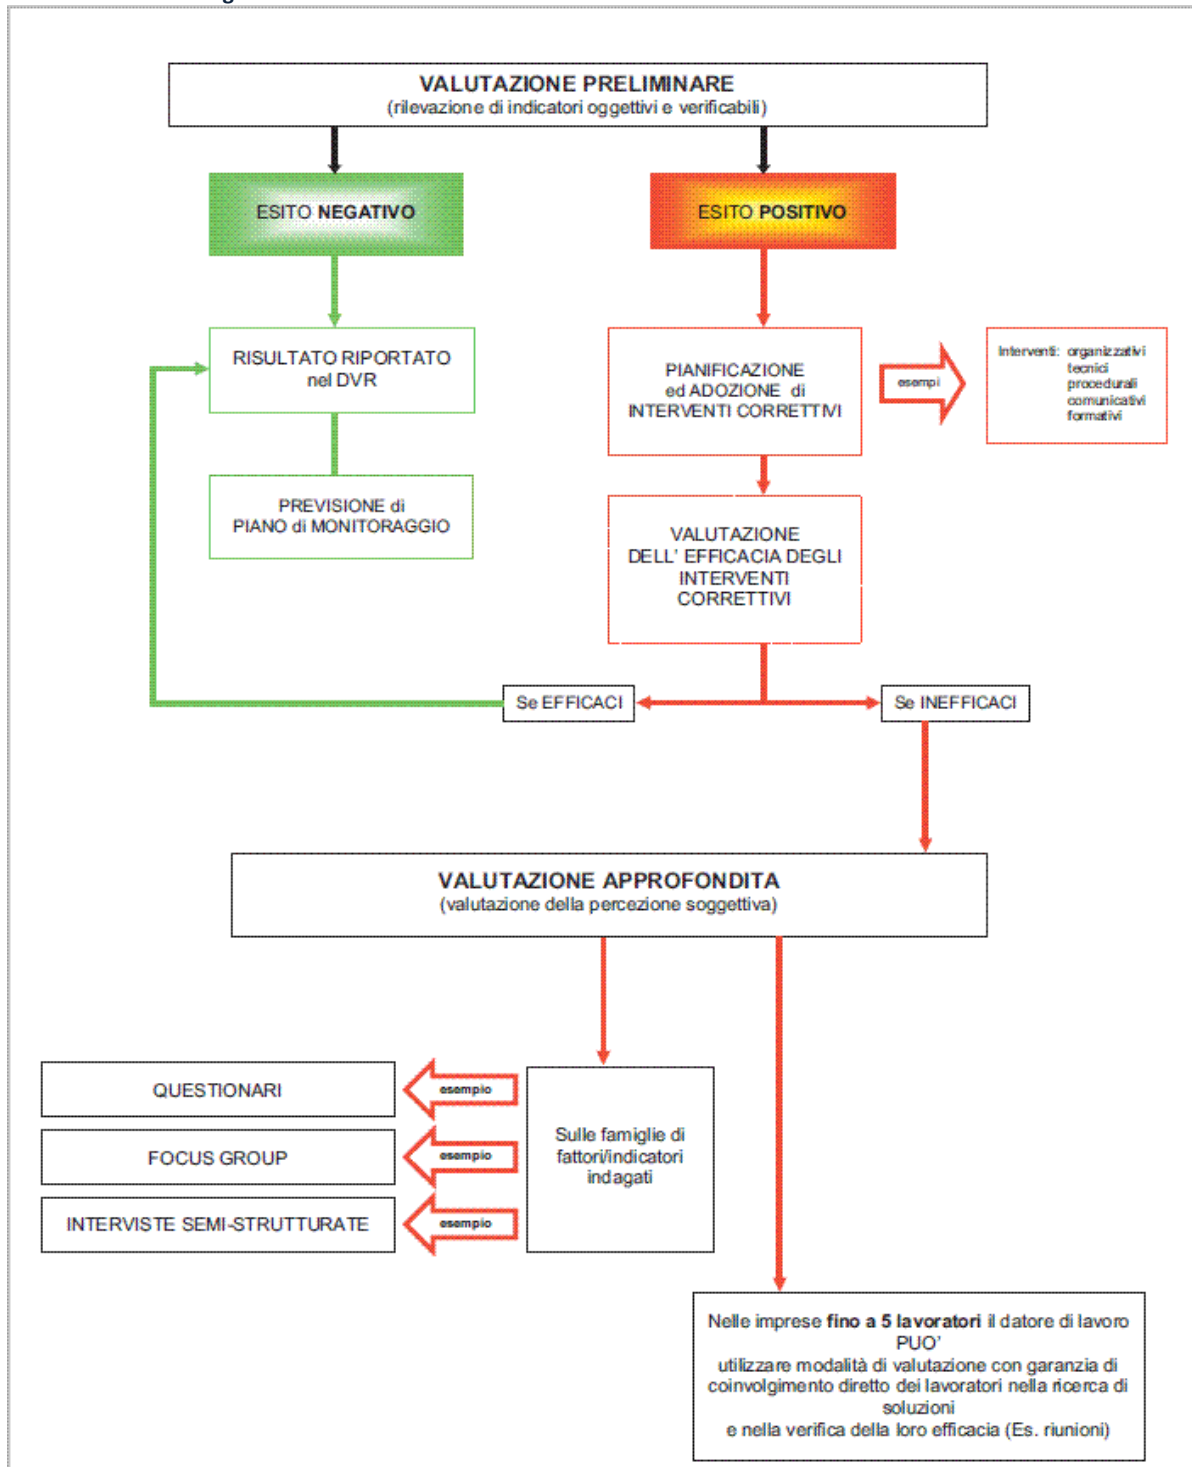 VALUTAZIONE PRELIMINARE
(rilevazione di indicatori oggettivi e verificabili)
ESITO NEGATIVO
ESITO POSITIVO
RISULTATO RIPORTATO
nel DVR
PIANIFICAZIONE
ed ADOZIONE di
INTERVENTI CORRETTIVI
esempi
Interventi: organizzativi
tecnici
procedurali
comunicativi
formativi
PREVISIONE di
PIANO di MONITORAGGIO
VALUTAZIONE
DELL' EFFICACIA DEGLI
INTERVENTI
CORRETTIVI
Se EFFICACI
Se INEFFICACI
VALUTAZIONE APPROFONDITA
(valutazione della percezione soggettiva)
QUESTIONARI
esempio
FOCUS GROUP
esempio
INTERVISTE SEMI-STRUTTURATE
esempio
Sulle famiglie di
fattori/indicatori
indagati
Nelle imprese fino a 5 lavoratori il datore di lavoro
PUO'
utilizzare modalità di valutazione con garanzia di
coinvolgimento diretto dei lavoratori nella ricerca di
soluzioni
e nella verifica della loro efficacia (Es. riunioni)